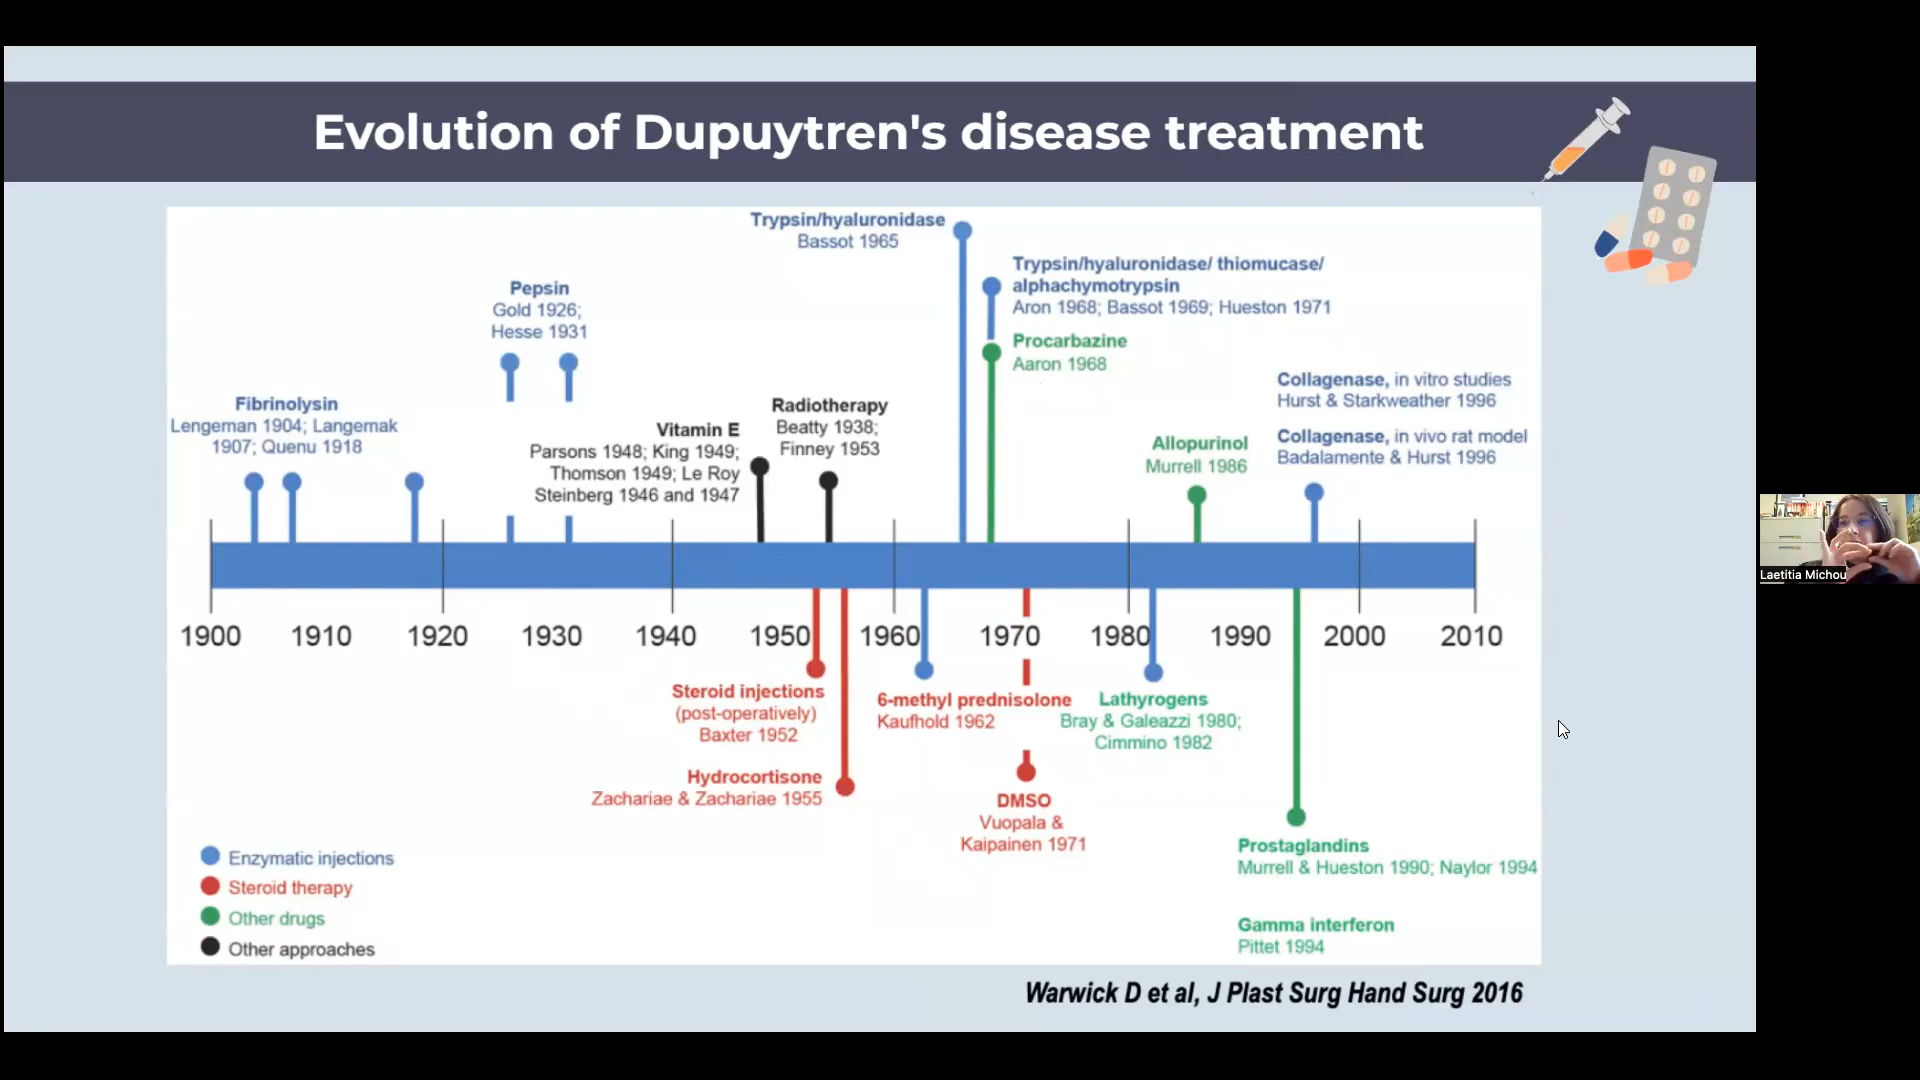 Evolution of Dupuytren's disease treatment
Trypsin/hyaluronidase
Bassot 1965
Trypsin/hyaluronidase/ thiomucase/
alphachymotrypsin
Aron 1968; Bassot 1969; Hueston 1971
Pepsin
Gold 1926;
Hesse 1931
Procarbazine
Aaron 1968
Fibrinolysin
Lengeman 1904; Langemak
1907; Quenu 1918
Vitamin E
Parsons 1948; King 1949;
Thomson 1949; Le Roy
Steinberg 1946 and 1947
Radiotherapy
Beatty 1938;
Finney 1953
Allopurinol
Murrell 1986
Collagenase, in vitro studies
Hurst & Starkweather 1996
Collagenase, in vivo rat model
Badalamente & Hurst 1996
1900 1910 1920 1930 1940 1950 1960 1970 1980 1990 2000 2010
Steroid injections
(post-operatively)
Baxter 1952
Hydrocortisone
Zachariae & Zachariae 1955
6-methyl prednisolone
Kaufhold 1962
DMSO
Vuopala &
Kaipainen 1971
Lathyrogens
Bray & Galeazzi 1980;
Cimmino 1982
Prostaglandins
Murrell & Hueston 1990; Naylor 1994
Gamma interferon
Pittet 1994
Enzymatic injections
Steroid therapy
Other drugs
Other approaches
Warwick D et al, J Plast Surg Hand Surg 2016
Laetitia Michou